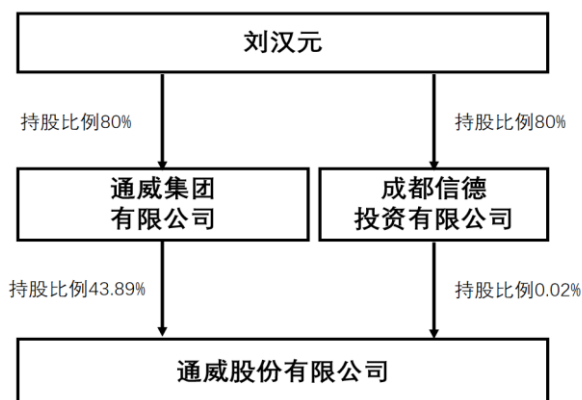 刘汉元
持股比例80%
持股比例80%
通威集团
有限公司
成都信德
投资有限公司
持股比例43.89%
持股比例0.02%
通威股份有限公司